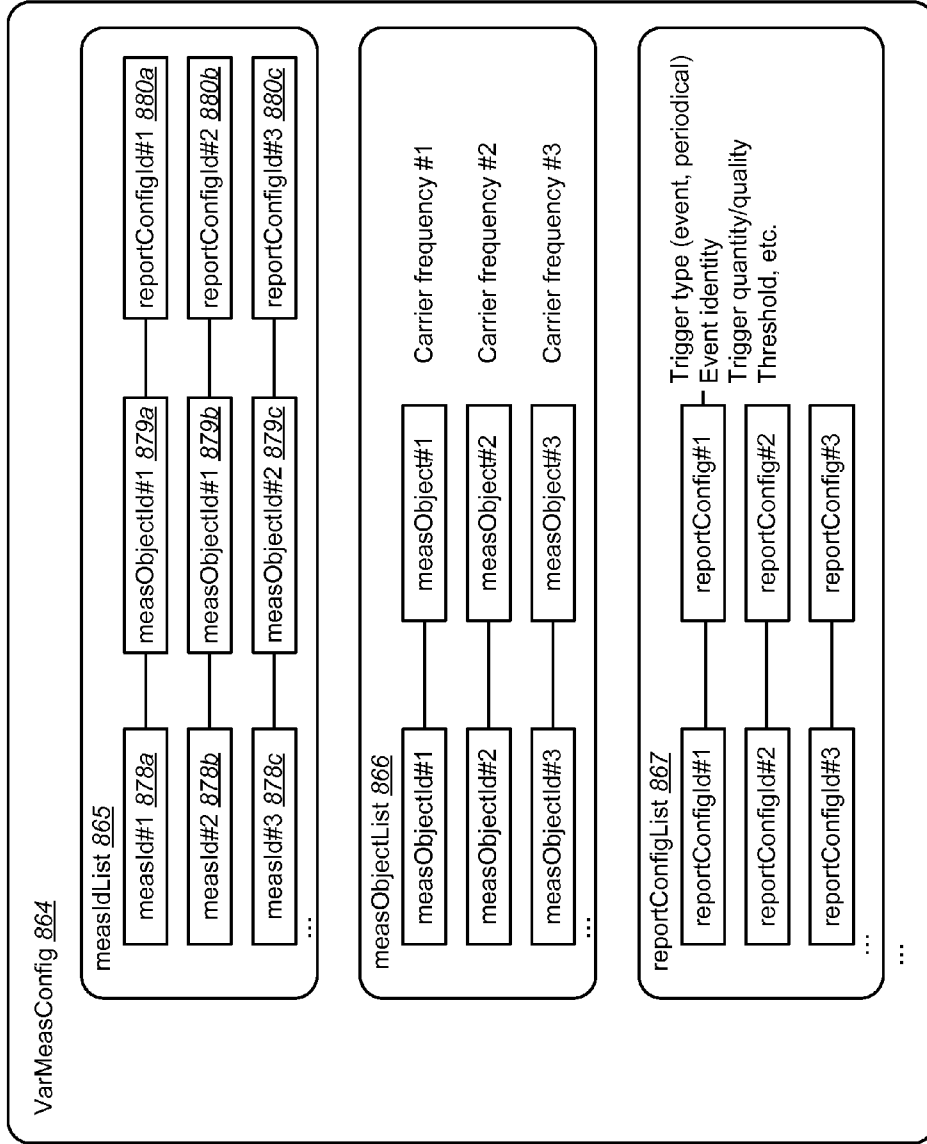 VarMeasConfig 864
measIdList 865
measId#1 878a measObjectId#1 879a reportConfigId#1 880a
measId#2 878b measObjectId#1 879b reportConfigId#2 880b
measId#3 878c measObjectId#2 879c reportConfigId#3 880c
...
measObjectList 866
measObjectId#1 measObject#1 Carrier frequency #1
measObjectId#2 measObject#2 Carrier frequency #2
measObjectId#3 measObject#3 Carrier frequency #3
...
reportConfigList 867
reportConfigId#1 reportConfig#1
Trigger type (event, periodical)
Event identity
Trigger quantity/quality
Threshold, etc.
reportConfigId#2 reportConfig#2
reportConfigId#3 reportConfig#3
...
...